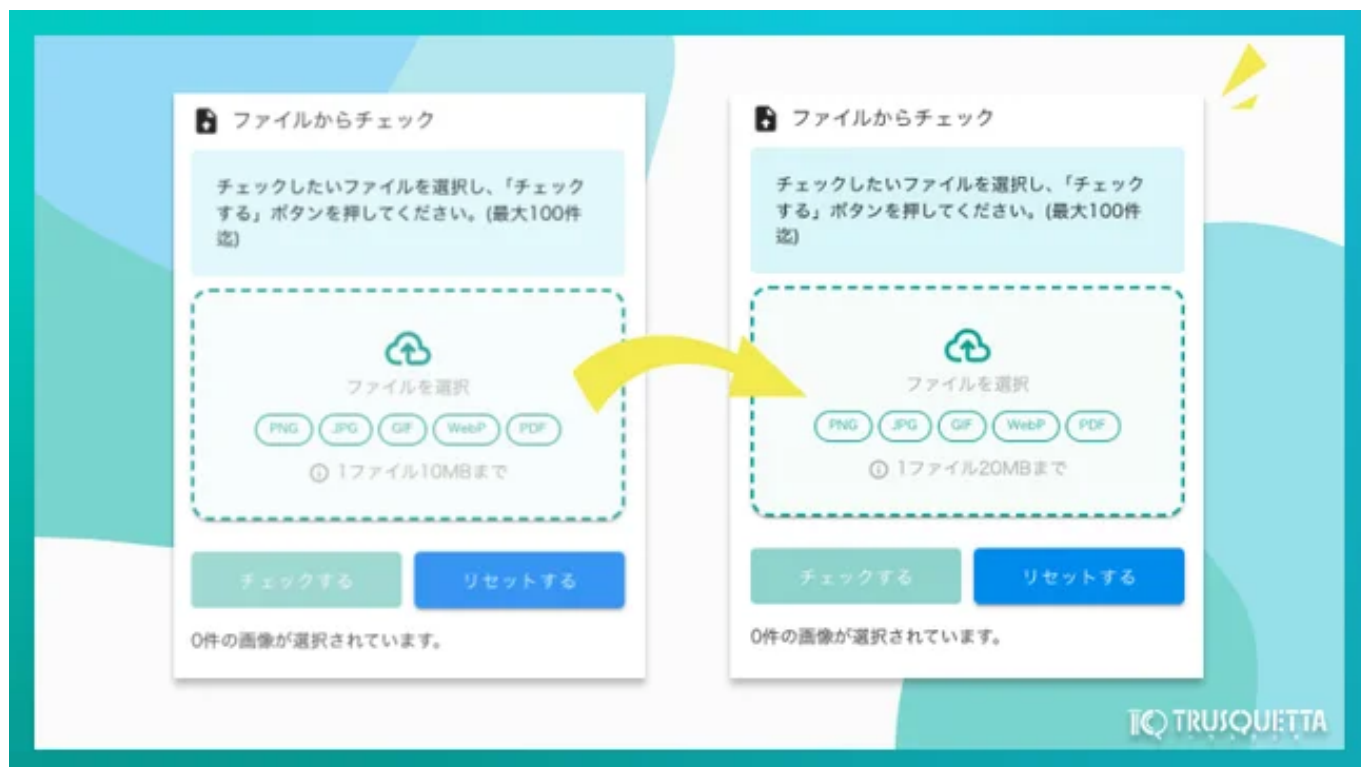 ファイルからチェック
チェックしたいファイルを選択し、「チェック
する」ボタンを押してください。(最大100件
迄)
ファイルを選択
PNG JPG GIF WebP PDF
1ファイル10MBまで
チェックする リセットする
0件の画像が選択されています。
ファイルからチェック
チェックしたいファイルを選択し、「チェック
する」ボタンを押してください。(最大100件
迄)
ファイルを選択
PNG JPG GIF WebP PDF
1ファイル20MBまで
チェックする リセットする
0件の画像が選択されています。
TQ TRUSQUETTA